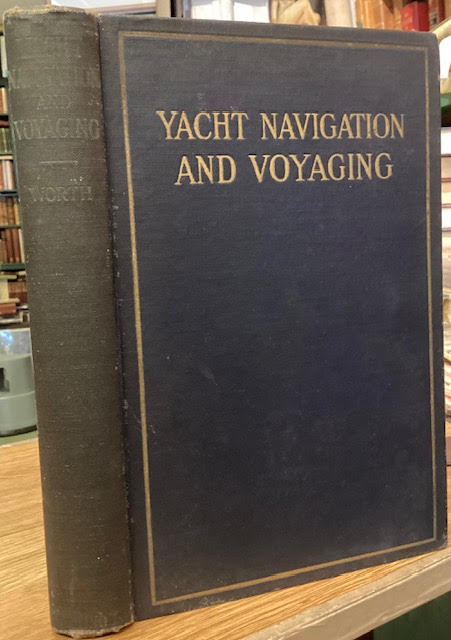 YACHT NAVIGATION
AND VOYAGING
AND
VOYAGING
WORTH